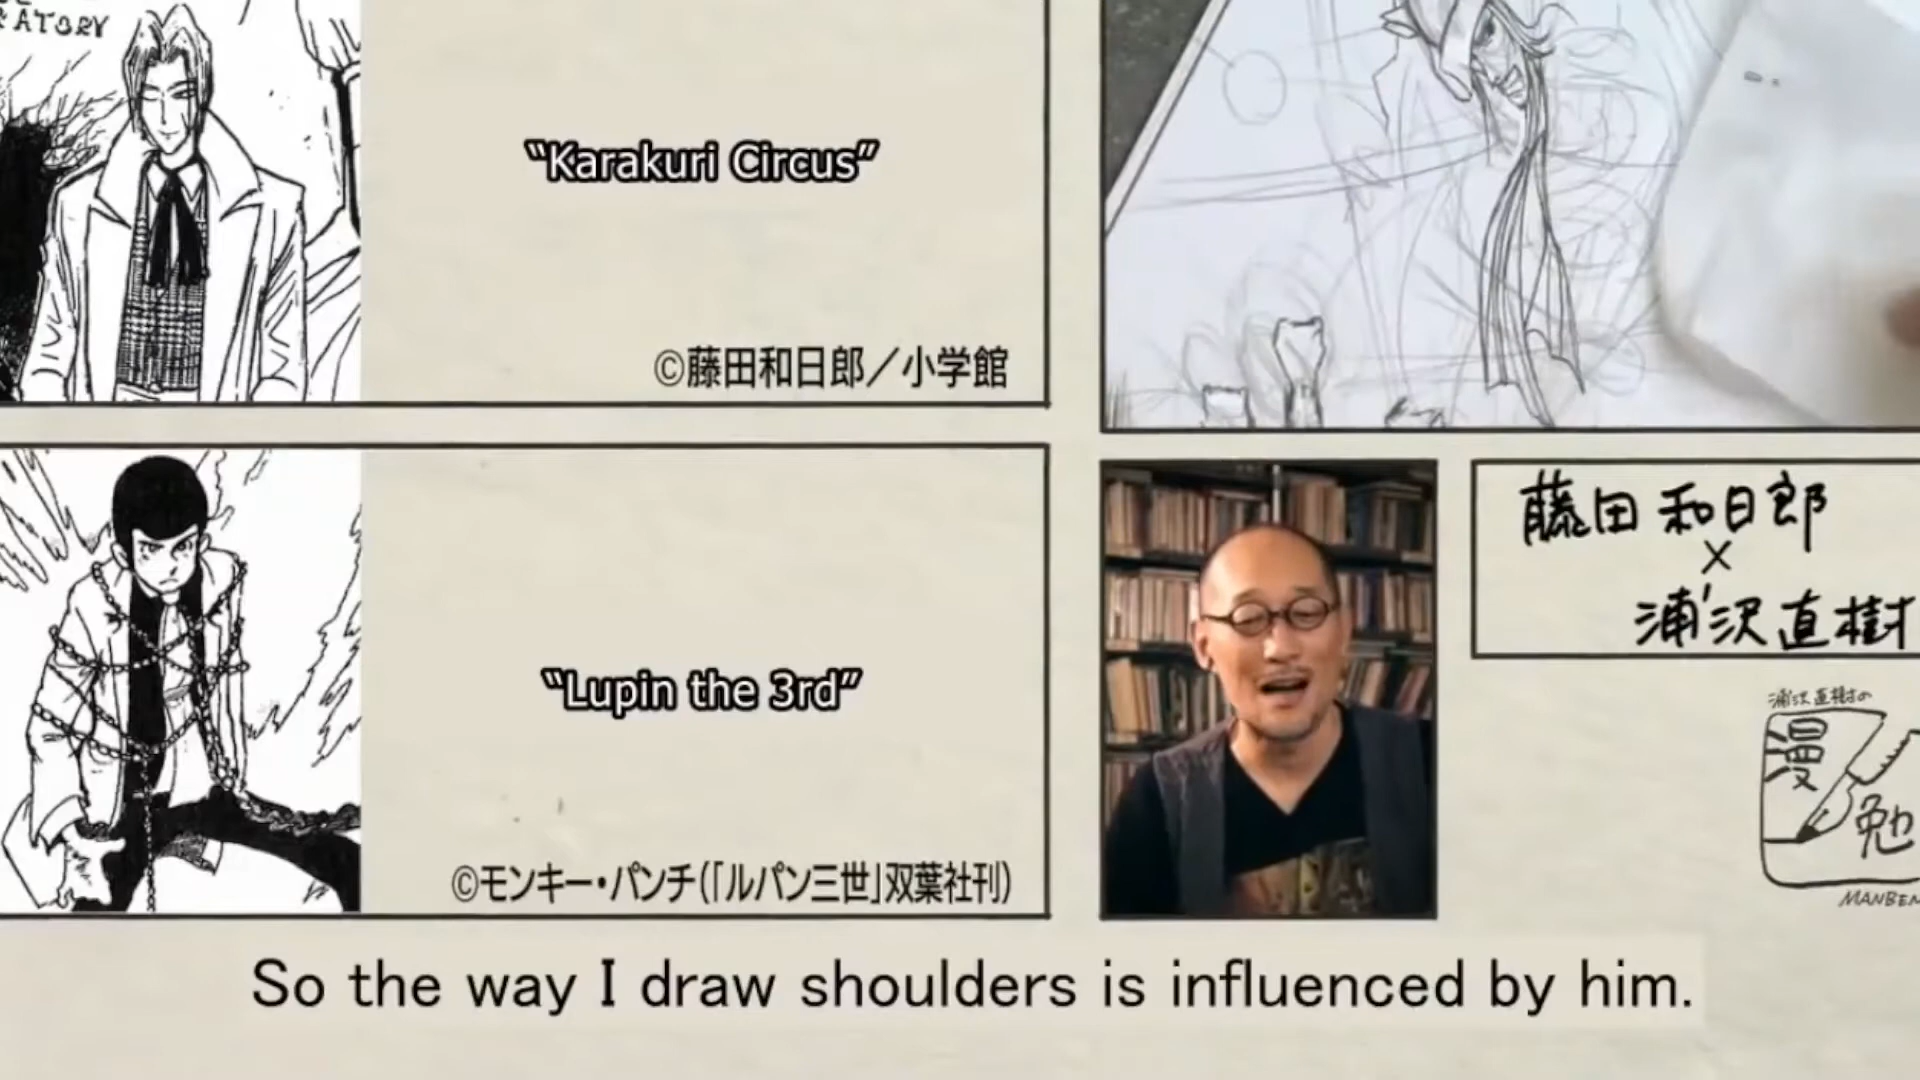 ATORY
“Karakuri Circus”
©藤田和日郎／小学館
“Lupin the 3rd”
©モンキー・パンチ(「ルパン三世」双葉社刊)
藤田和日郎
×
浦沢直樹
浦沢直樹の
漫
勉
MANBEN
So the way I draw shoulders is influenced by him.